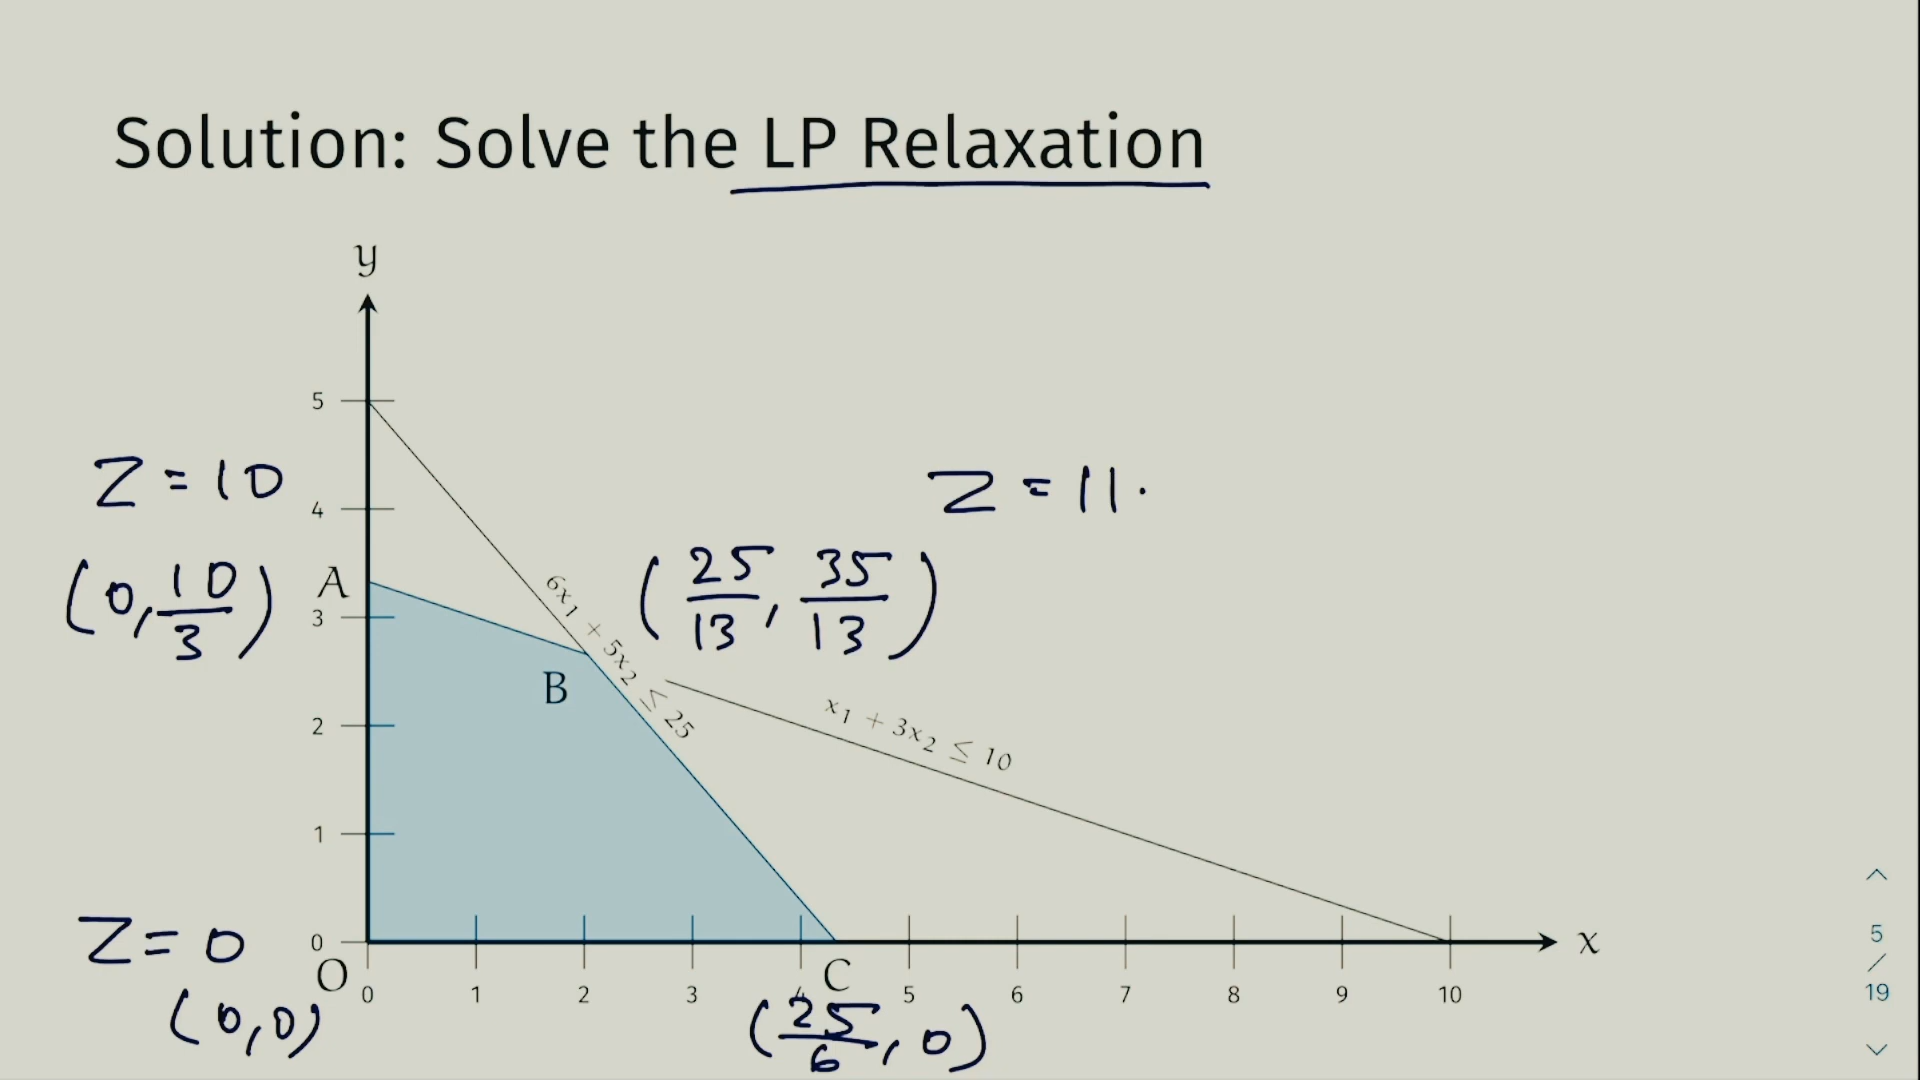 Solution: Solve the LP Relaxation
y
5
Z = 10
Z = 11.
4
(0, 10/3)
A
(25/13, 35/13)
3
6x₁ + 5x₂ ≤ 25
B
x₁ + 3x₂ ≤ 10
2
1
Z = 0
0
x
O
C
0 1 2 3 4 5 6 7 8 9 10
(0,0)
(25/6, 0)
5
/
19